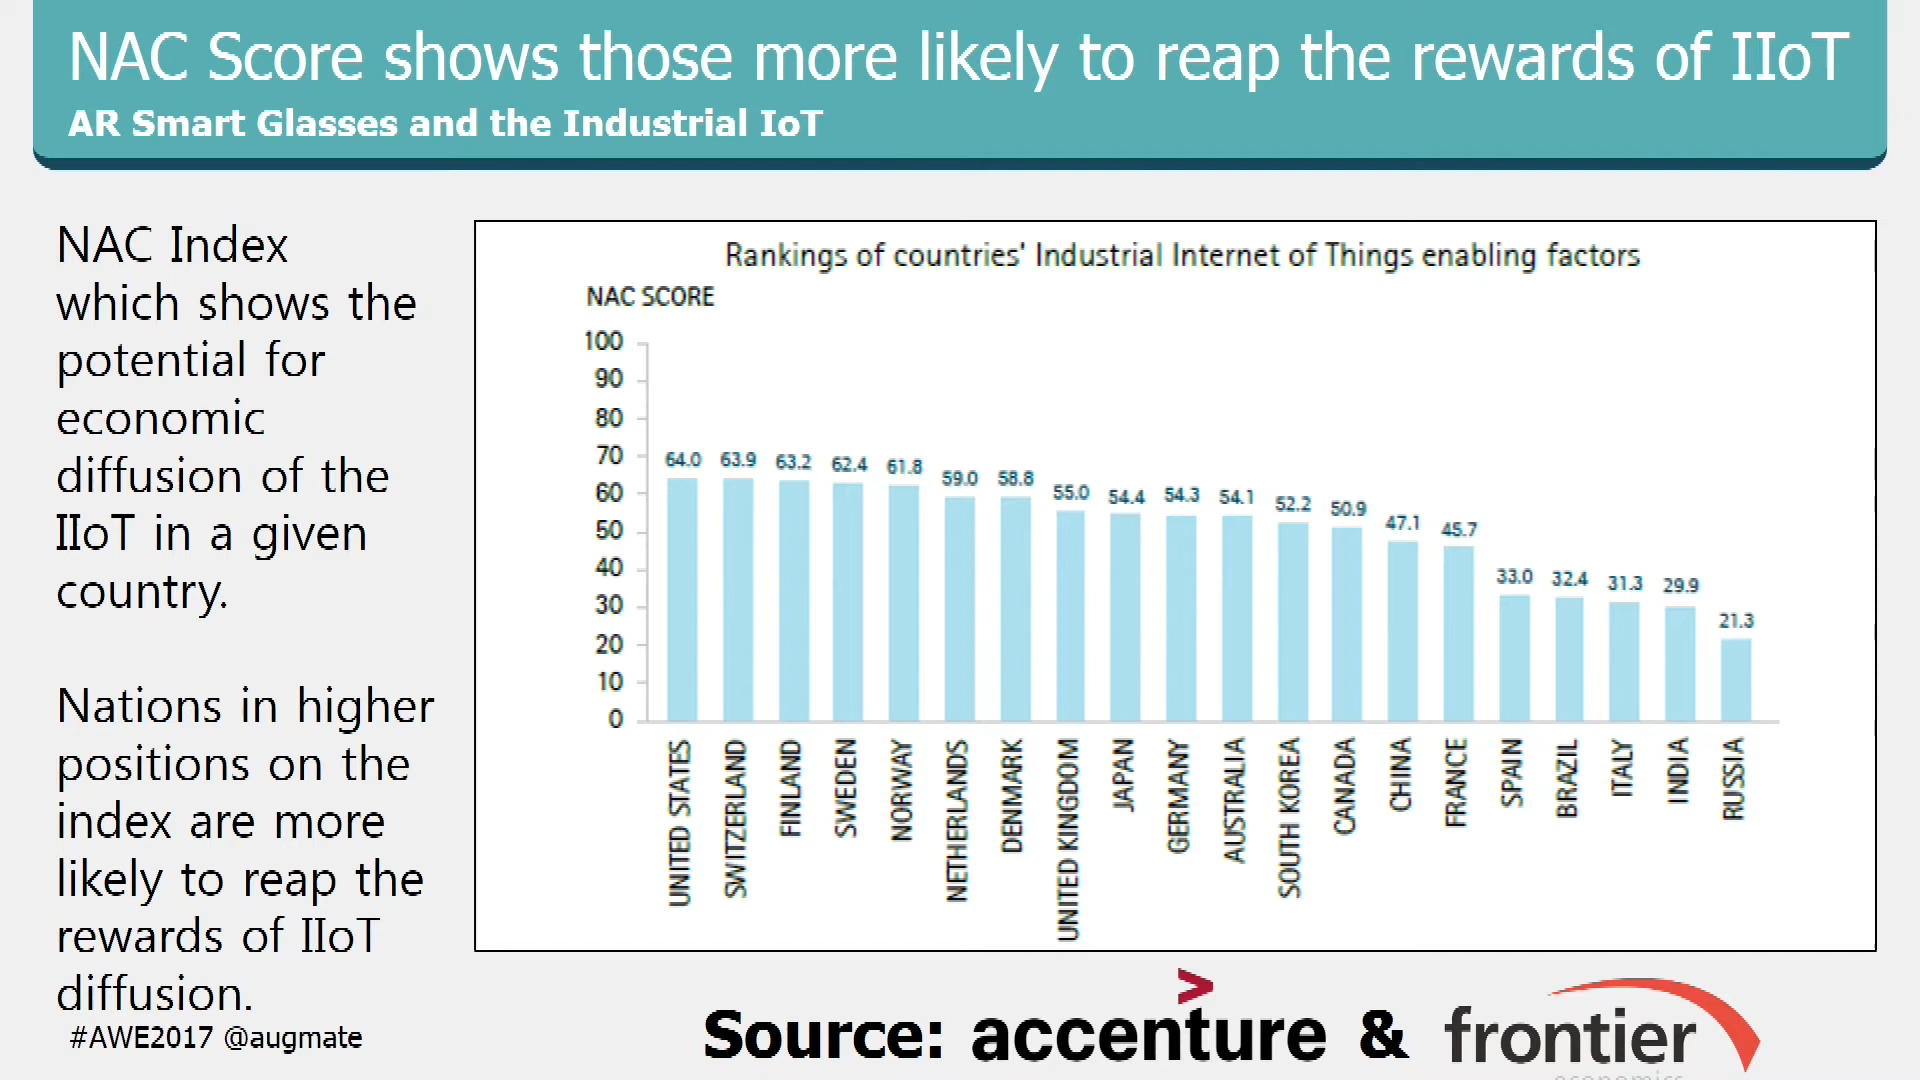 NAC Score shows those more likely to reap the rewards of IIoT
AR Smart Glasses and the Industrial IoT
NAC Index
which shows the
potential for
economic
diffusion of the
IIoT in a given
country.
Nations in higher
positions on the
index are more
likely to reap the
rewards of IIoT
diffusion.
#AWE2017 @augmate
Rankings of countries' Industrial Internet of Things enabling factors
NAC SCORE
100
90
80
70
60
50
40
30
20
10
0
64.0 63.9 63.2 62.4 61.8 59.0 58.8 55.0 54.4 54.3 54.1 52.2 50.9 47.1 45.7 33.0 32.4 31.3 29.9 21.3
UNITED STATES
SWITZERLAND
FINLAND
SWEDEN
NORWAY
NETHERLANDS
DENMARK
UNITED KINGDOM
JAPAN
GERMANY
AUSTRALIA
SOUTH KOREA
CANADA
CHINA
FRANCE
SPAIN
BRAZIL
ITALY
INDIA
RUSSIA
Source: accenture & frontier
economics